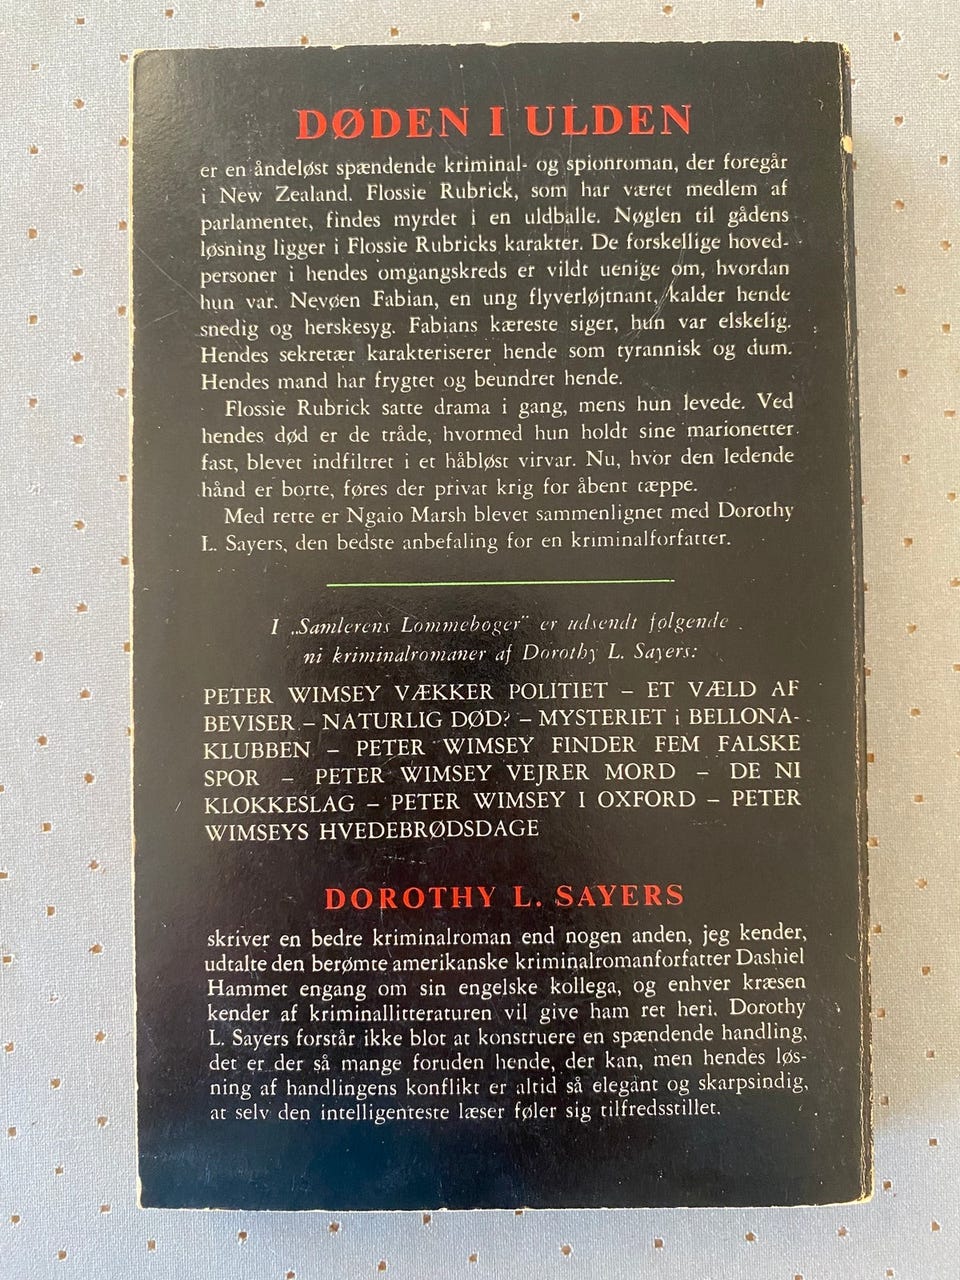 DØDEN I ULDEN
er en åndeløst spændende kriminal- og spionroman, der foregår
i New Zealand. Flossie Rubrick, som har været medlem af
parlamentet, findes myrdet i en uldballe. Nøglen til gådens
løsning ligger i Flossie Rubricks karakter. De forskellige hoved-
personer i hendes omgangskreds er vildt uenige om, hvordan
hun var. Nevøen Fabian, en ung flyverløjtnant, kalder hende
snedig og herskesyg. Fabians kæreste siger, hun var elskelig.
Hendes sekretær karakteriserer hende som tyrannisk og dum.
Hendes mand har frygtet og beundret hende.
Flossie Rubrick satte drama i gang, mens hun levede. Ved
hendes død er de tråde, hvormed hun holdt sine marionetter
fast, blevet indfiltret i et håbløst virvar. Nu, hvor den ledende
hånd er borte, føres der privat krig for åbent tæppe.
Med rette er Ngaio Marsh blevet sammenlignet med Dorothy
L. Sayers, den bedste anbefaling for en kriminalforfatter.
I „Samlerens Lommebøger" er udsendt følgende
ni kriminalromaner af Dorothy L. Sayers:
PETER WIMSEY VÆKKER POLITIET – ET VÆLD AF
BEVISER – NATURLIG DØD? – MYSTERIET i BELLONA-
KLUBBEN – PETER WIMSEY FINDER FEM FALSKE
SPOR – PETER WIMSEY VEJRER MORD – DE NI
KLOKKESLAG – PETER WIMSEY I OXFORD – PETER
WIMSEYS HVEDEBRØDSDAGE
DOROTHY L. SAYERS
skriver en bedre kriminalroman end nogen anden, jeg kender,
udtalte den berømte amerikanske kriminalromanforfatter Dashiel
Hammet engang om sin engelske kollega, og enhver kræsen
kender af kriminallitteraturen vil give ham ret heri. Dorothy
L. Sayers forstår ikke blot at konstruere en spændende handling,
det er der så mange foruden hende, der kan, men hendes løs-
ning af handlingens konflikt er altid så elegant og skarpsindig,
at selv den intelligenteste læser føler sig tilfredsstillet.